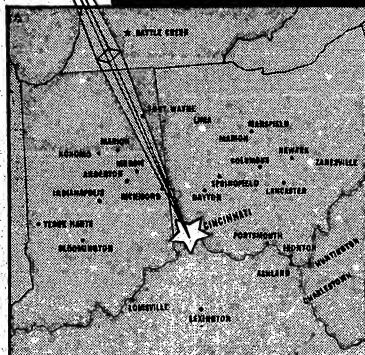 BATTLE CREEK
FORT WAYNE
LIMA
MANSFIELD
MARION
MARION
KOKOMO
NEWARK
MUNCIE
COLUMBUS
ZANESVILLE
ANDERSON
SPRINGFIELD
INDIANAPOLIS
RICHMOND
DAYTON
LANCASTER
CINCINNATI
TERRE HAUTE
PORTSMOUTH
BLOOMINGTON
IRONTON
HUNTINGTON
ASHLAND
CHARLESTOWN
LOUISVILLE
LEXINGTON